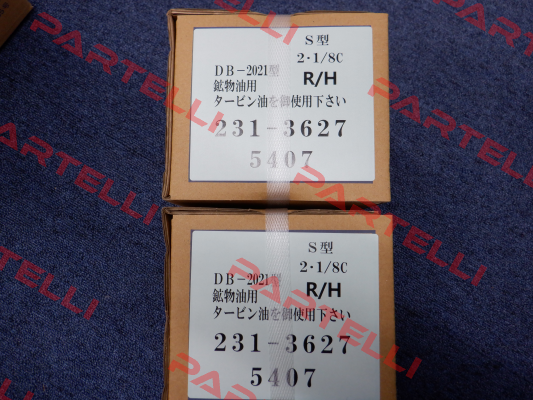 S型
2・1/8C
DB-2021型
R/H
鉱物油用
タービン油を御使用下さい
231-3627
5407
S型
2・1/8C
DB-2021型
R/H
鉱物油用
タービン油を御使用下さい
231-3627
5407
PARTELLI
PARTELLI
PARTELLI
PARTELLI
PARTELLI